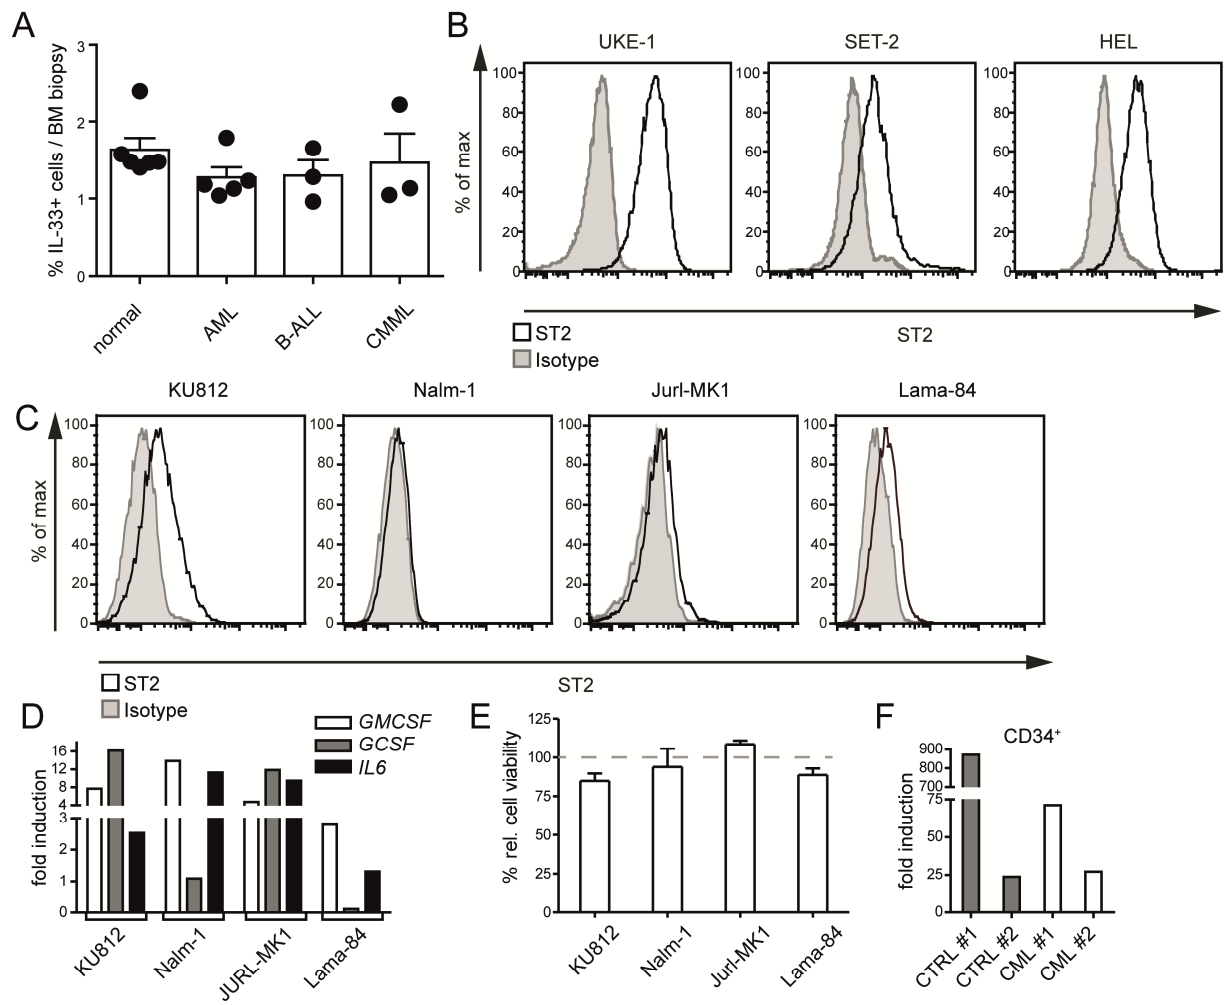 A
% IL-33+ cells / BM biopsy
3
2
1
0
normal
AML
B-ALL
CMML
B
UKE-1
SET-2
HEL
% of max
100
80
60
40
20
0
100
80
60
40
20
0
100
80
60
40
20
0
ST2
ST2
Isotype
C
KU812
Nalm-1
Jurl-MK1
Lama-84
% of max
100
80
60
40
20
0
100
80
60
40
20
0
100
80
60
40
20
0
100
80
60
40
20
0
ST2
ST2
Isotype
D
GMCSF
GCSF
IL6
fold induction
16
12
8
4
3
2
1
0
KU812
Nalm-1
JURL-MK1
Lama-84
E
% rel. cell viability
125
100
75
50
25
0
KU812
Nalm-1
Jurl-MK1
Lama-84
F
CD34+
fold induction
900
800
700
75
50
25
0
CTRL #1
CTRL #2
CML #1
CML #2